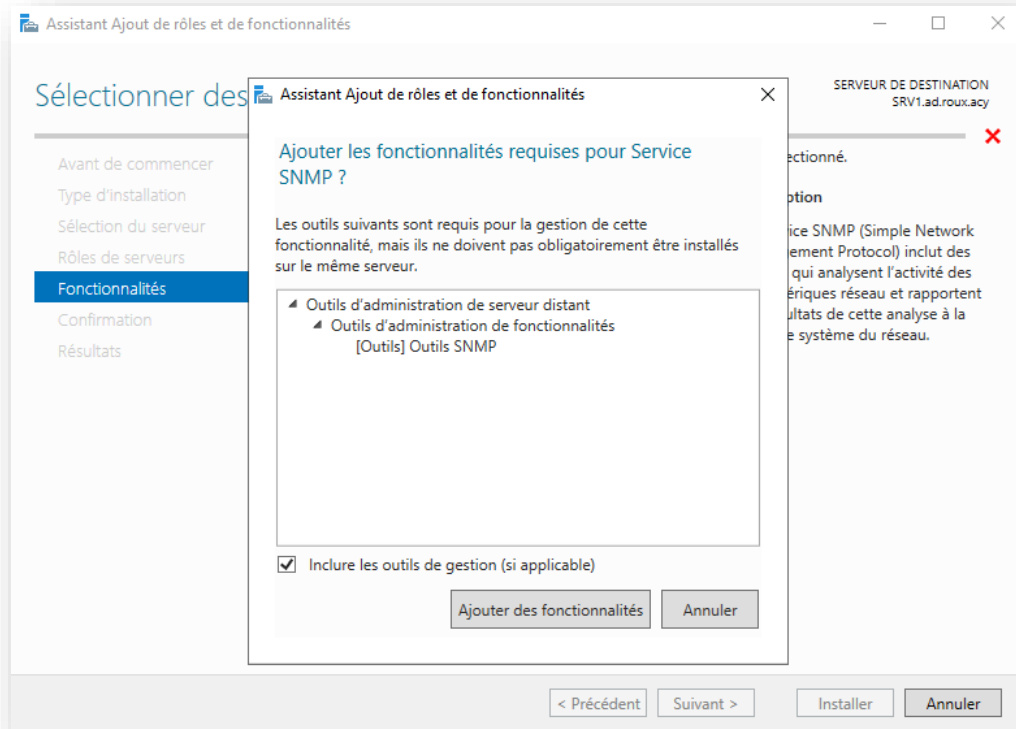 Assistant Ajout de rôles et de fonctionnalités
Sélectionner des
SERVEUR DE DESTINATION
SRV1.ad.roux.acy
Avant de commencer
Type d'installation
Sélection du serveur
Rôles de serveurs
Fonctionnalités
Confirmation
Résultats
Assistant Ajout de rôles et de fonctionnalités
Ajouter les fonctionnalités requises pour Service
SNMP ?
Les outils suivants sont requis pour la gestion de cette
fonctionnalité, mais ils ne doivent pas obligatoirement être installés
sur le même serveur.
Outils d'administration de serveur distant
Outils d'administration de fonctionnalités
[Outils] Outils SNMP
Inclure les outils de gestion (si applicable)
Ajouter des fonctionnalités
Annuler
ectionné.
ption
ice SNMP (Simple Network
ement Protocol) inclut des
qui analysent l'activité des
ériques réseau et rapportent
ultats de cette analyse à la
e système du réseau.
< Précédent
Suivant >
Installer
Annuler